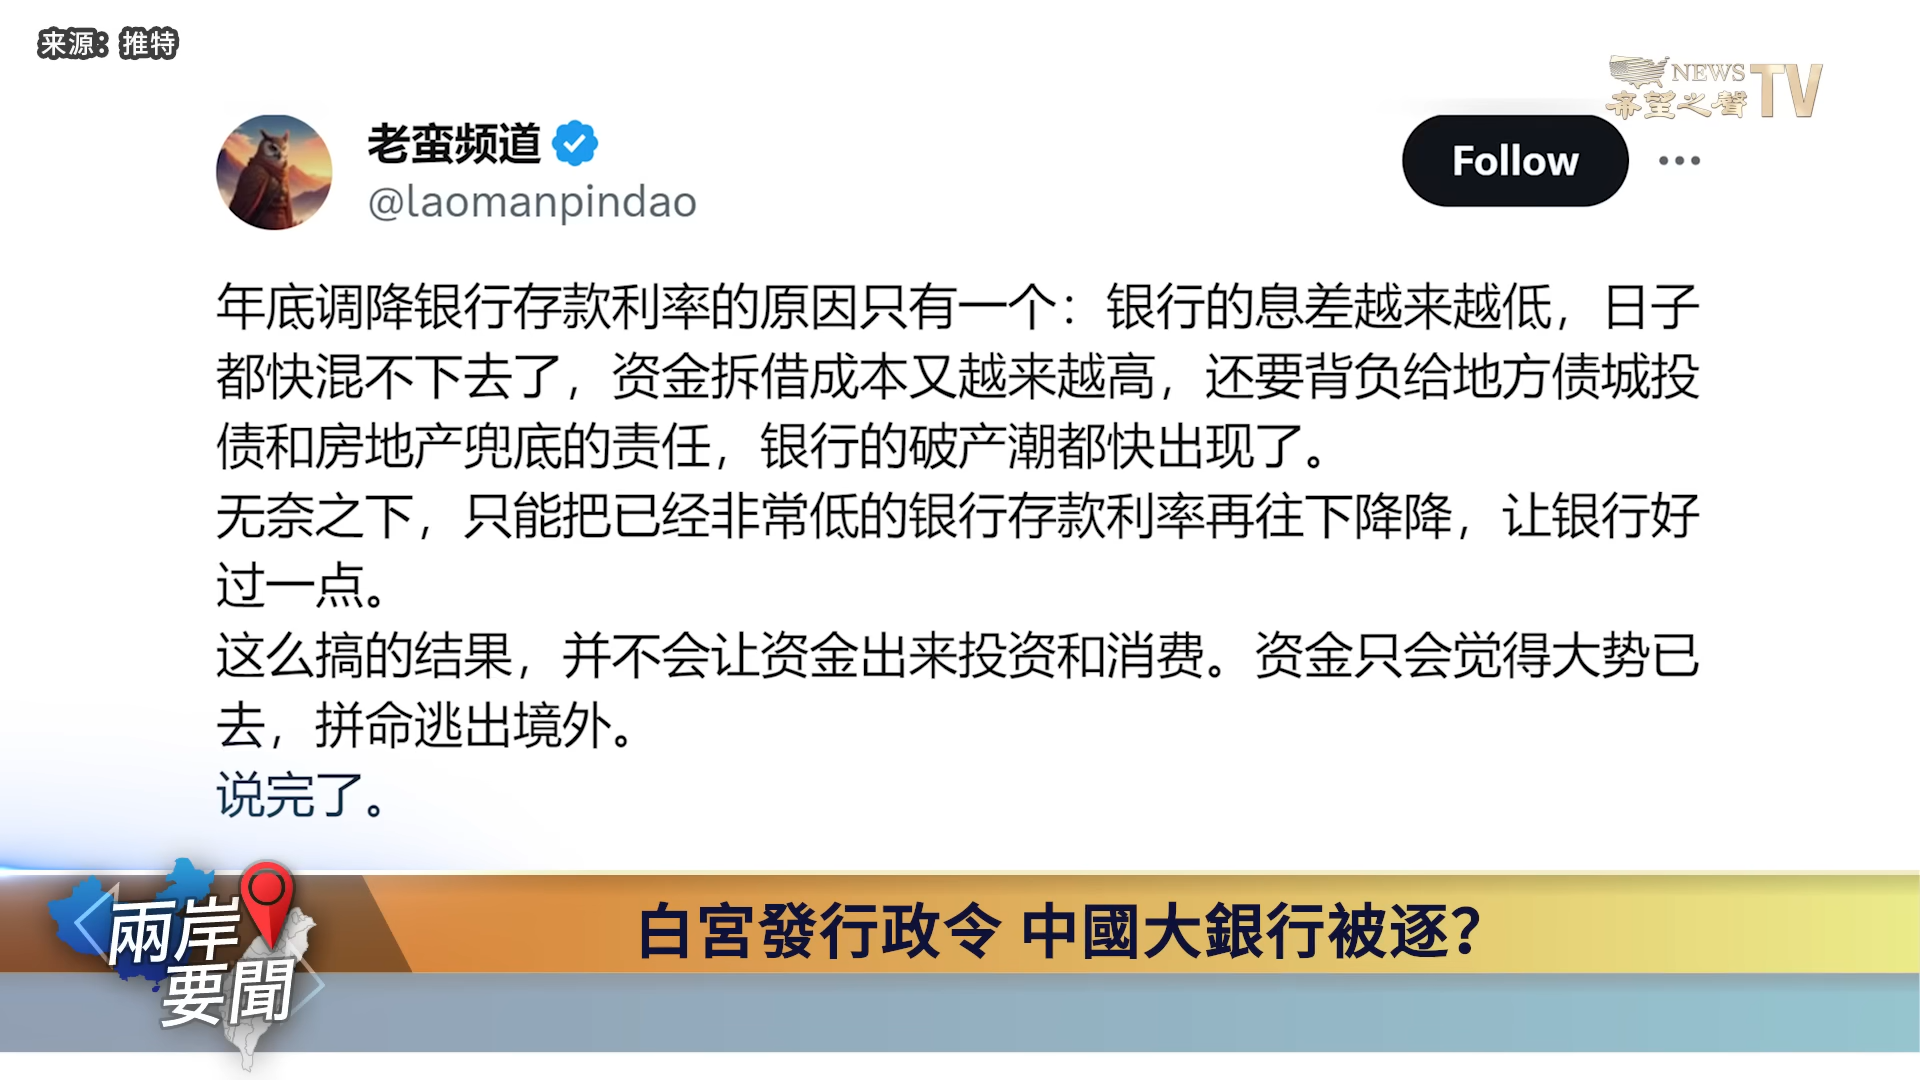 来源：推特
NEWS
希望之聲
TV
老蛮频道
@laomanpindao
Follow
年底调降银行存款利率的原因只有一个：银行的息差越来越低，日子
都快混不下去了，资金拆借成本又越来越高，还要背负给地方债城投
债和房地产兜底的责任，银行的破产潮都快出现了。
无奈之下，只能把已经非常低的银行存款利率再往下降降，让银行好
过一点。
这么搞的结果，并不会让资金出来投资和消费。资金只会觉得大势已
去，拼命逃出境外。
说完了。
兩岸
要聞
白宮發行政令 中國大銀行被逐？